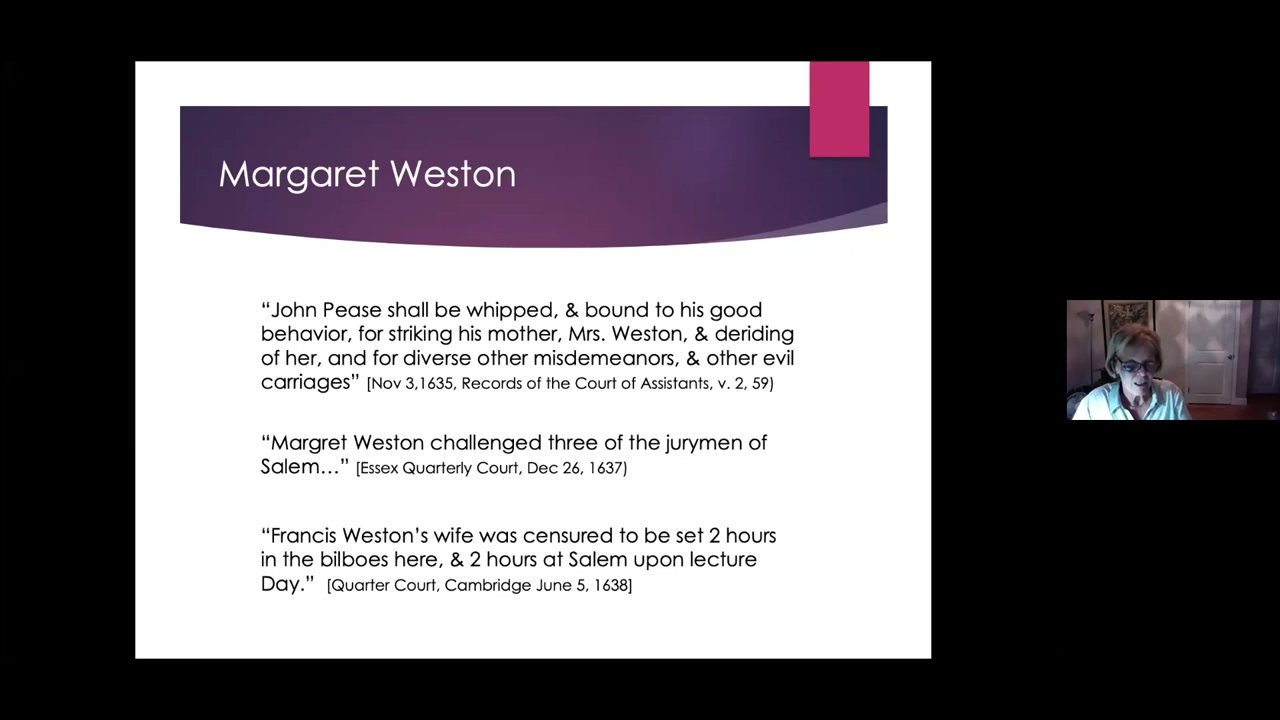 Margaret Weston
“John Pease shall be whipped, & bound to his good
behavior, for striking his mother, Mrs. Weston, & deriding
of her, and for diverse other misdemeanors, & other evil
carriages” [Nov 3,1635, Records of the Court of Assistants, v. 2, 59)
“Margret Weston challenged three of the jurymen of
Salem…” [Essex Quarterly Court, Dec 26, 1637)
“Francis Weston’s wife was censured to be set 2 hours
in the bilboes here, & 2 hours at Salem upon lecture
Day.” [Quarter Court, Cambridge June 5, 1638]